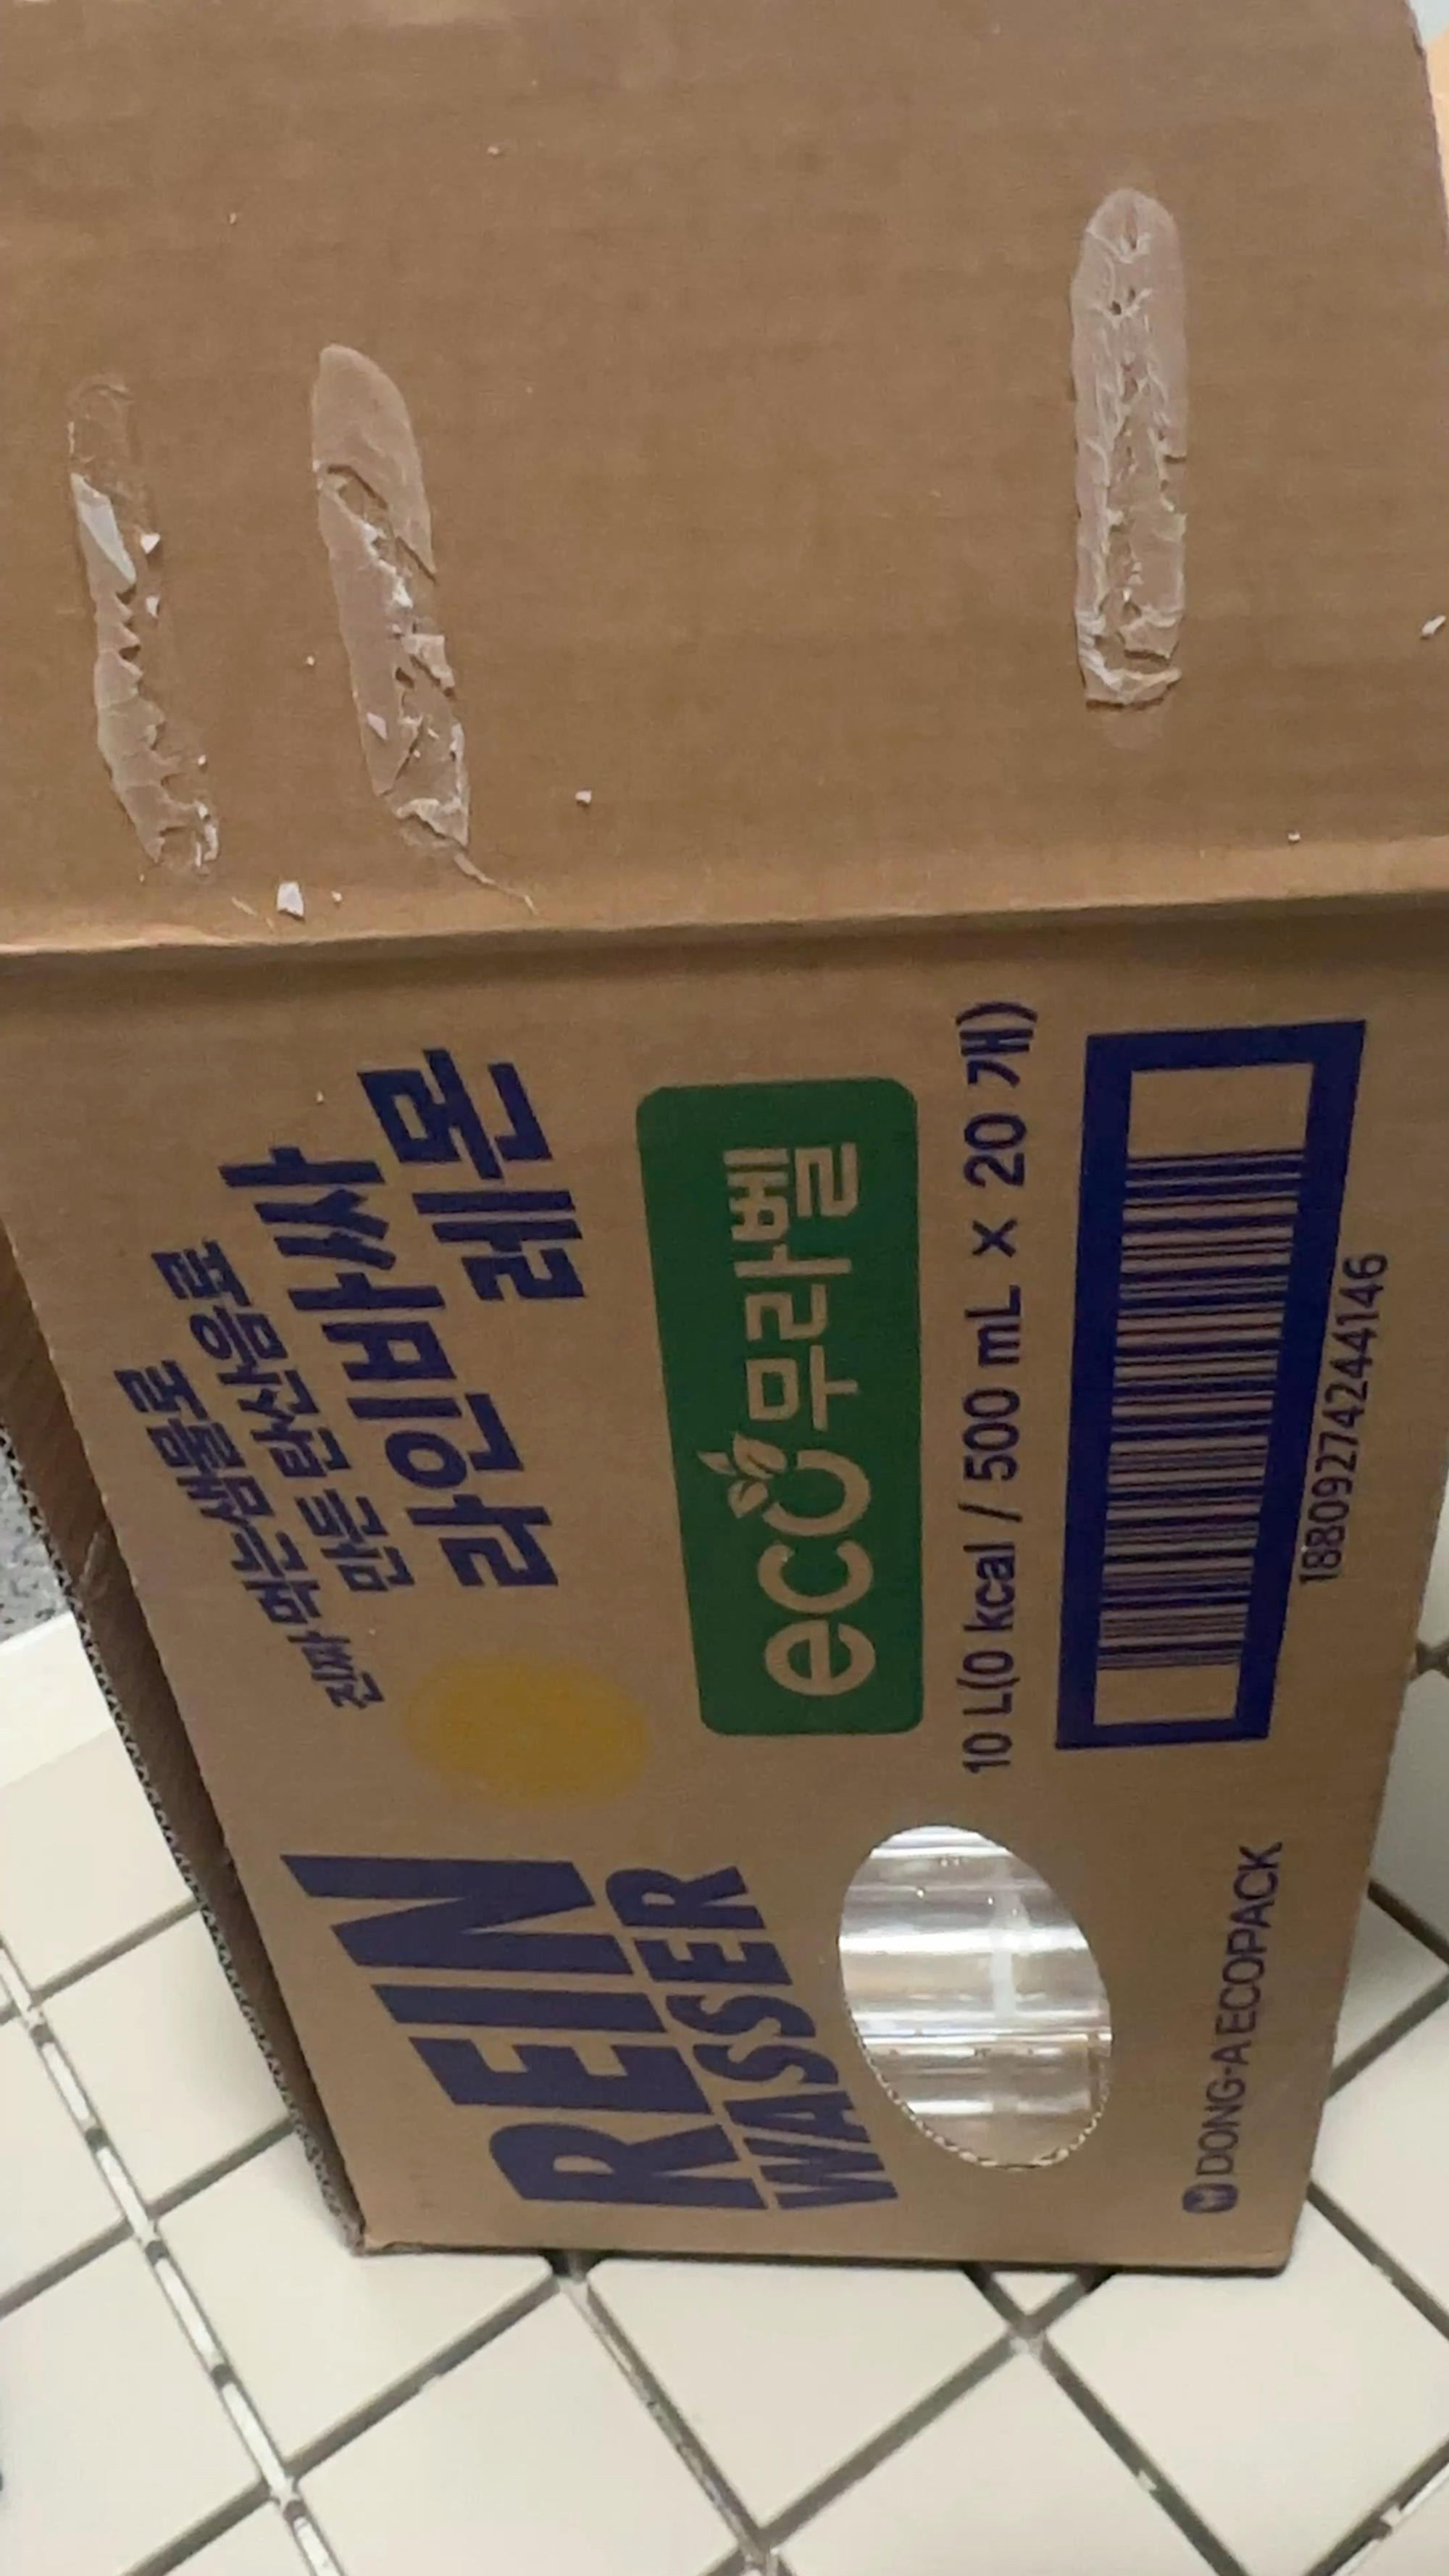 REIN
WASSER
진짜 먹는샘물로
만든 탄산음료
라인바싸
레몬
eco 무라벨
10 L(0 kcal / 500 mL x 20 개)
18809274244146
DONG-A ECOPACK